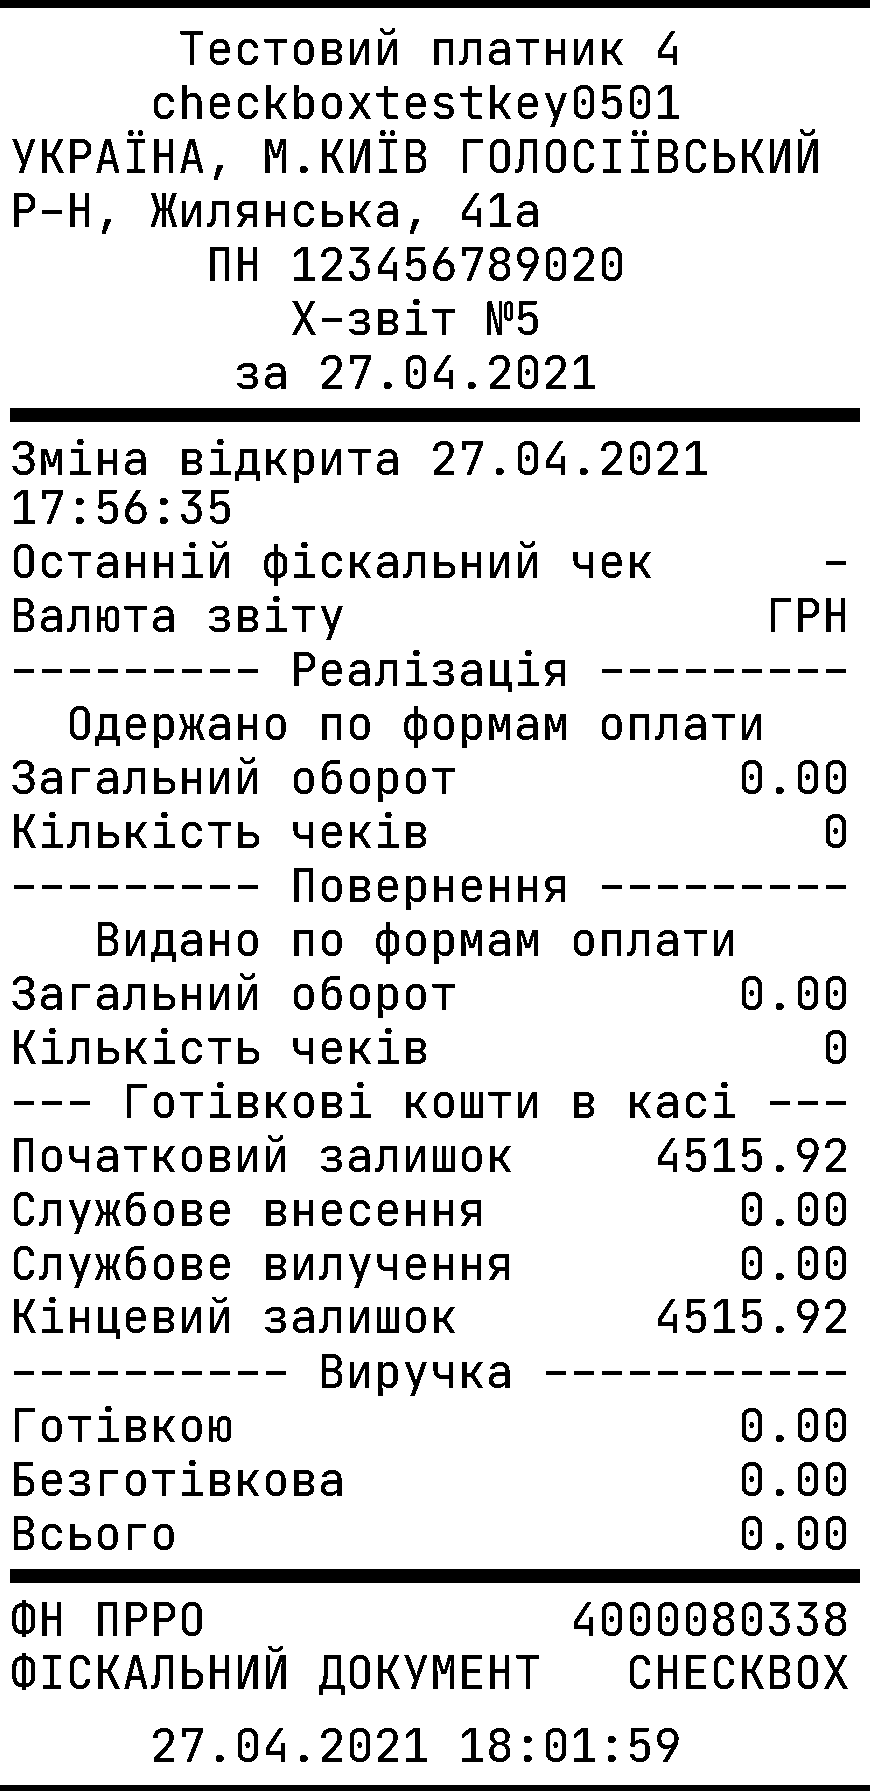 Тестовий платник 4
checkboxtestkey0501
УКРАЇНА, М.КИЇВ ГОЛОСІЇВСЬКИЙ
Р-Н, Жилянська, 41а
ПН 123456789020
Х-звіт №5
за 27.04.2021
Зміна відкрита 27.04.2021
17:56:35
Останній фіскальний чек -
Валюта звіту ГРН
--------- Реалізація ---------
Одержано по формам оплати
Загальний оборот 0.00
Кількість чеків 0
--------- Повернення ---------
Видано по формам оплати
Загальний оборот 0.00
Кількість чеків 0
--- Готівкові кошти в касі ---
Початковий залишок 4515.92
Службове внесення 0.00
Службове вилучення 0.00
Кінцевий залишок 4515.92
---------- Виручка -----------
Готівкою 0.00
Безготівкова 0.00
Всього 0.00
ФН ПРРО 4000080338
ФІСКАЛЬНИЙ ДОКУМЕНТ CHECKBOX
27.04.2021 18:01:59